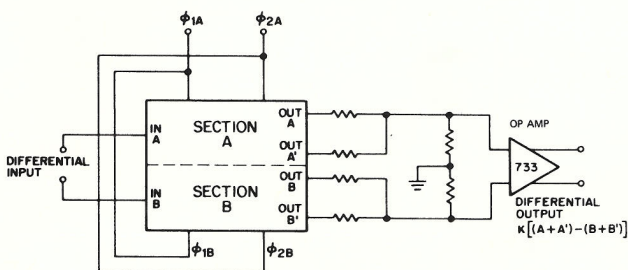 ϕ1A
ϕ2A
IN
A
SECTION
A
OUT
A
OUT
A'
OP AMP
733
DIFFERENTIAL
INPUT
IN
B
SECTION
B
OUT
B
OUT
B'
DIFFERENTIAL
OUTPUT
K[(A+A')-(B+B')]
ϕ1B
ϕ2B